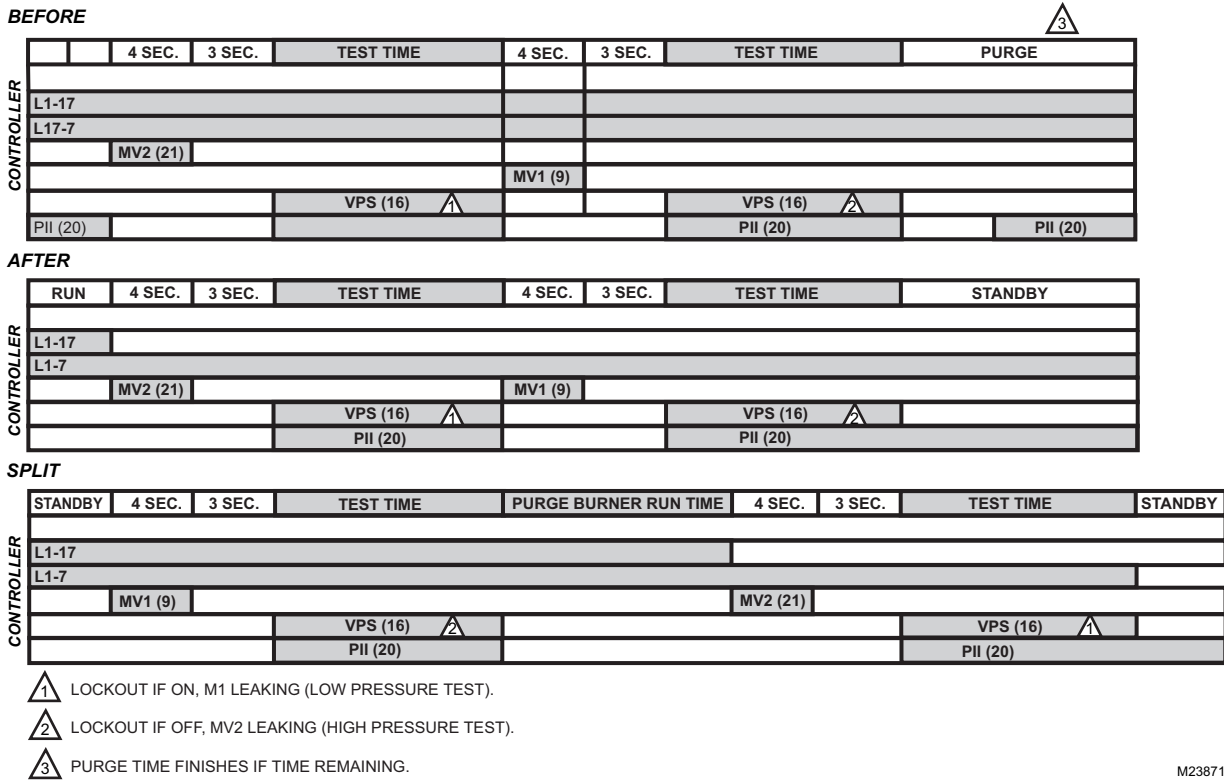 BEFORE
3
4 SEC. 3 SEC. TEST TIME 4 SEC. 3 SEC. TEST TIME PURGE
CONTROLLER
L1-17
L17-7
MV2 (21)
MV1 (9)
VPS (16) 1 VPS (16) 2
PII (20) PII (20) PII (20)
AFTER
RUN 4 SEC. 3 SEC. TEST TIME 4 SEC. 3 SEC. TEST TIME STANDBY
CONTROLLER
L1-17
L1-7
MV2 (21) MV1 (9)
VPS (16) 1 VPS (16) 2
PII (20) PII (20)
SPLIT
STANDBY 4 SEC. 3 SEC. TEST TIME PURGE BURNER RUN TIME 4 SEC. 3 SEC. TEST TIME STANDBY
CONTROLLER
L1-17
L1-7
MV1 (9) MV2 (21)
VPS (16) 2 VPS (16) 1
PII (20) PII (20)
1 LOCKOUT IF ON, M1 LEAKING (LOW PRESSURE TEST).
2 LOCKOUT IF OFF, MV2 LEAKING (HIGH PRESSURE TEST).
3 PURGE TIME FINISHES IF TIME REMAINING.
M23871